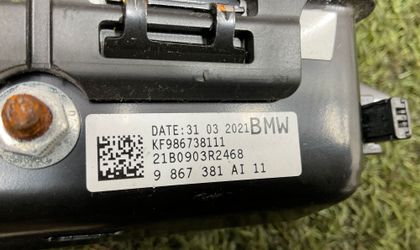 DATE:31 03 2021 BMW
KF986738111
21B0903R2468
9 867 381 AI 11